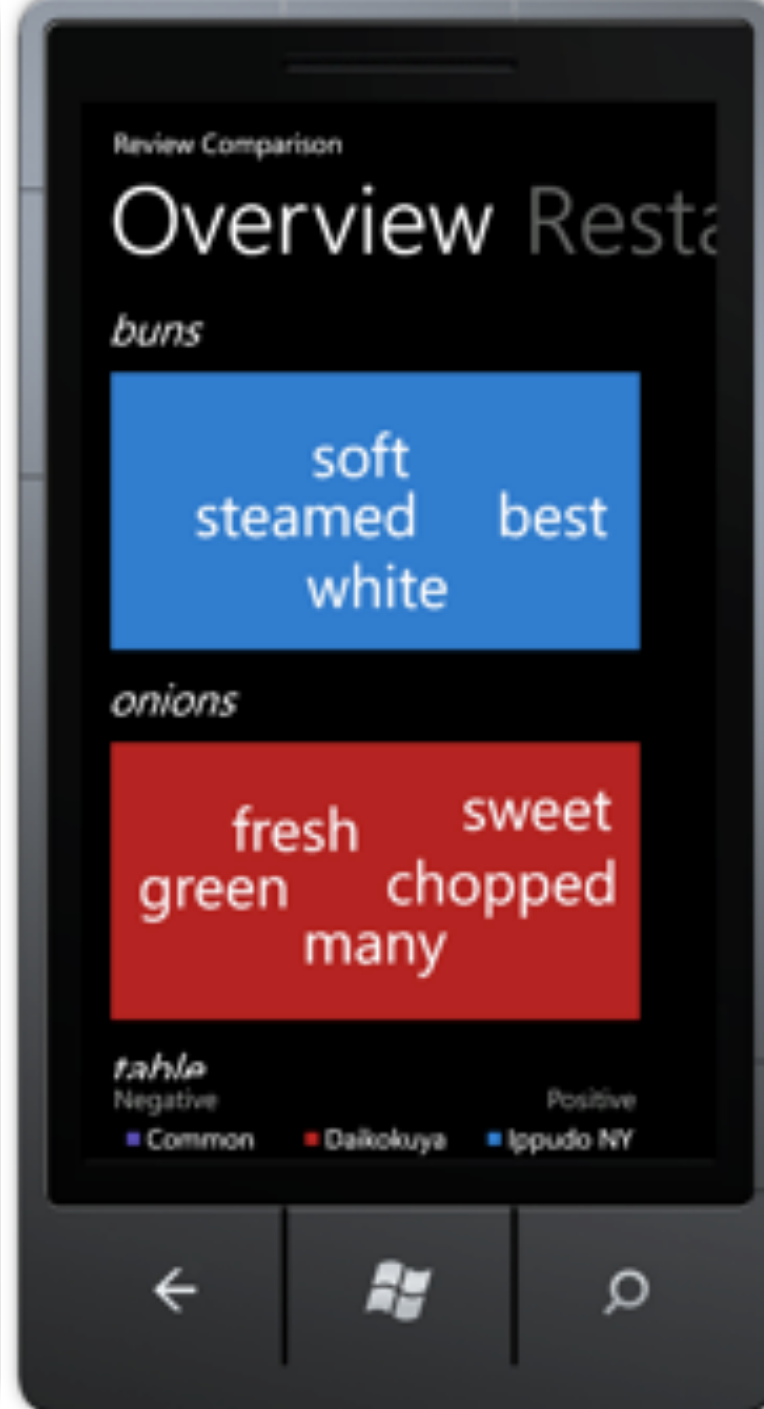 Review Comparison
Overview Resta
buns
soft
steamed best
white
onions
sweet
fresh
green chopped
many
table
Negative Positive
Common Daikokuya Ippudo NY